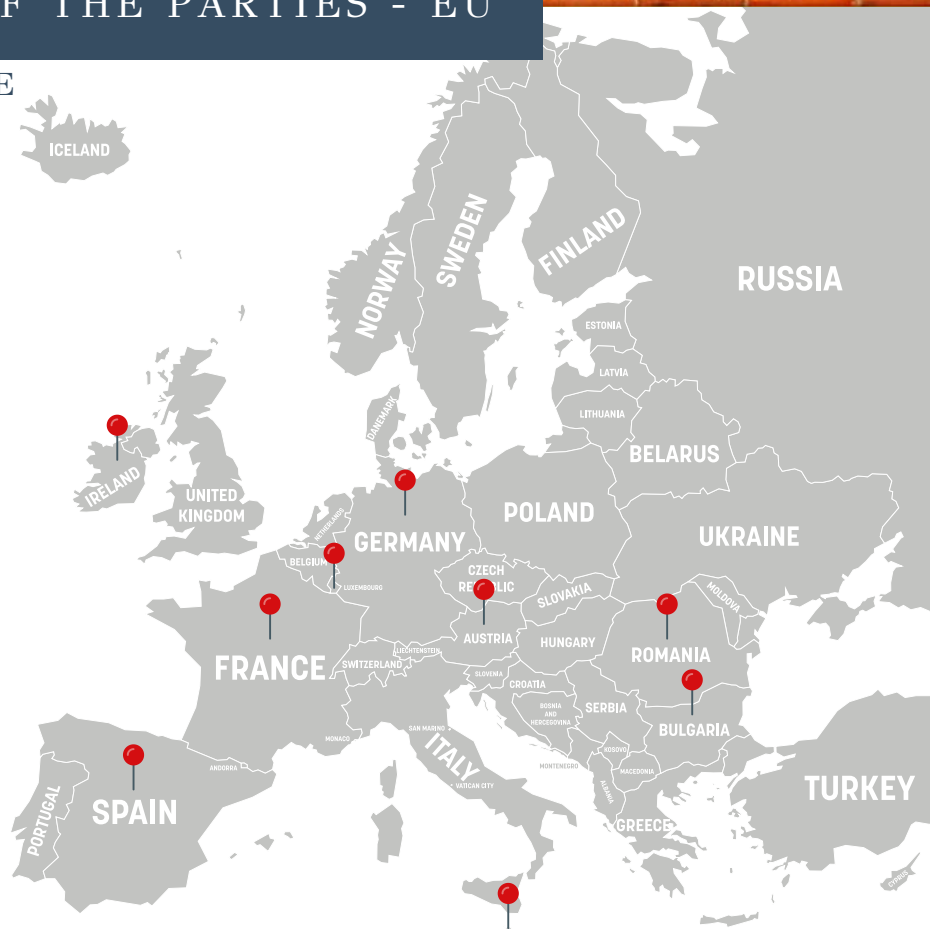 F THE PARTIES - EU
E
ICELAND
NORWAY
SWEDEN
FINLAND
RUSSIA
ESTONIA
LATVIA
LITHUANIA
DANEMARK
BELARUS
IRELAND
UNITED
KINGDOM
NETHERLANDS
POLAND
GERMANY
UKRAINE
BELGIUM
LUXEMBOURG
CZECH
SLOVAKIA
MOLDOVA
AUSTRIA
HUNGARY
LIECHTENSTEIN
SWITZERLAND
FRANCE
ROMANIA
SLOVENIA
CROATIA
BOSNIA
AND
HERCEGOVINA
SERBIA
SAN MARINO
BULGARIA
MONACO
ITALY
KOSOVO
MONTENEGRO
MACEDONIA
ANDORRA
VATICAN CITY
ALBANIA
TURKEY
PORTUGAL
SPAIN
GREECE
CYPRUS